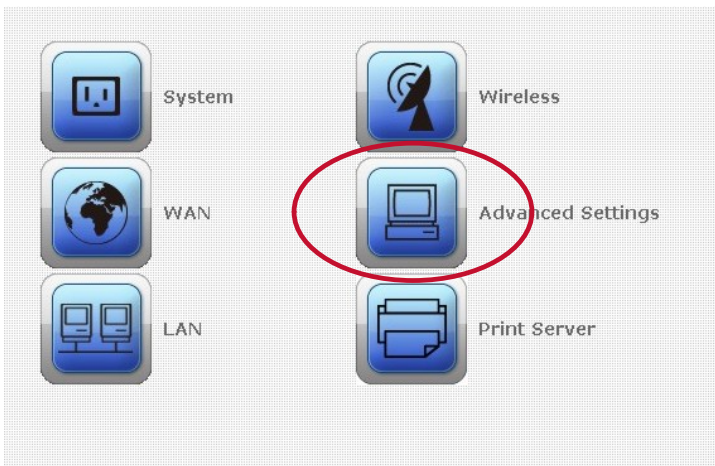 System
Wireless
WAN
Advanced Settings
LAN
Print Server